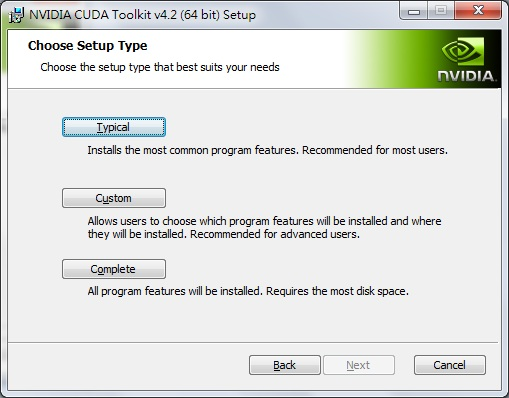 NVIDIA CUDA Toolkit v4.2 (64 bit) Setup
Choose Setup Type
Choose the setup type that best suits your needs
NVIDIA.
Typical
Installs the most common program features. Recommended for most users.
Custom
Allows users to choose which program features will be installed and where
they will be installed. Recommended for advanced users.
Complete
All program features will be installed. Requires the most disk space.
Back
Next
Cancel